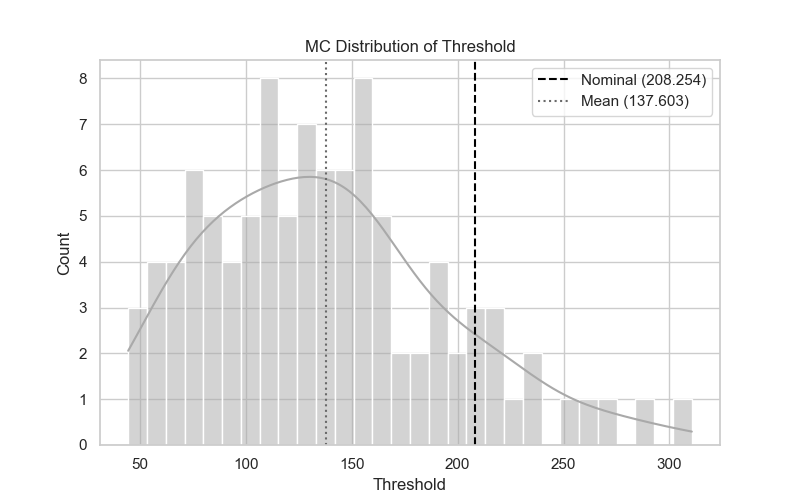 MC Distribution of Threshold
Nominal (208.254)
Mean (137.603)
Count
8
7
6
5
4
3
2
1
0
50 100 150 200 250 300
Threshold